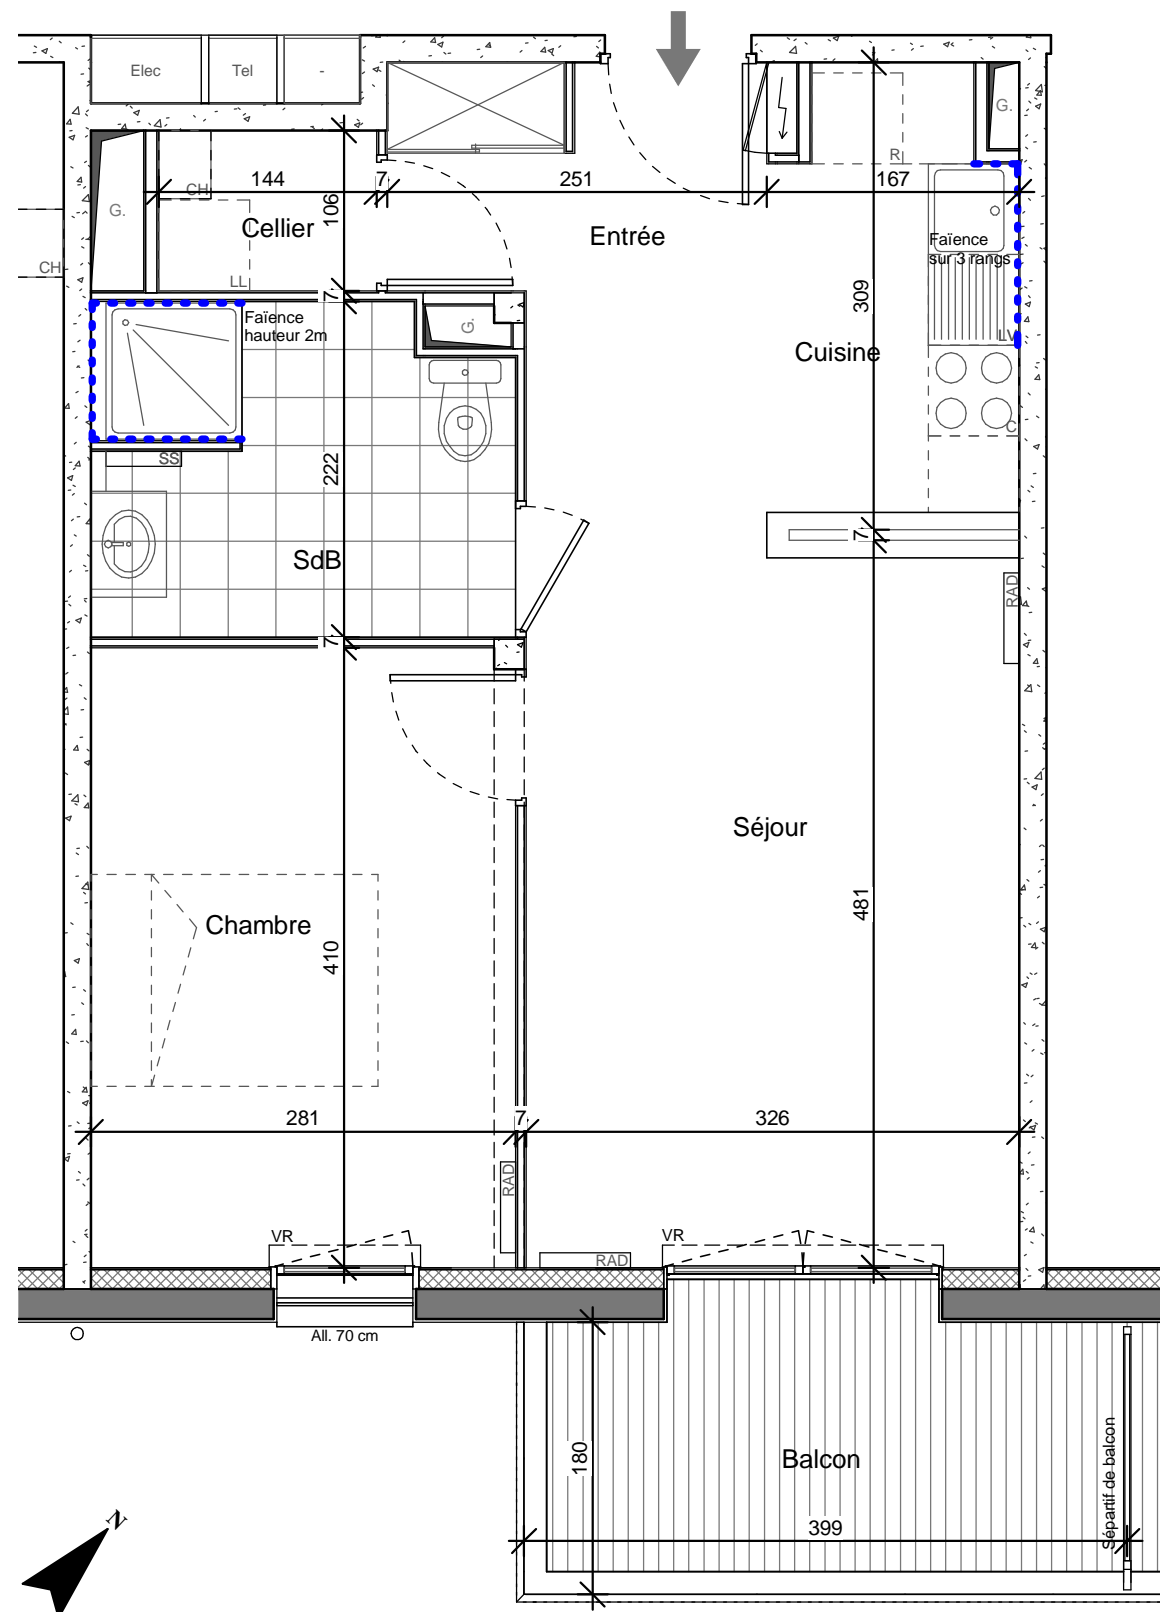 Elec
Tel
-
G.
R
144
7
251
167
CH
G.
106
Cellier
Entrée
CH
LL
Faïence
sur 3 rangs
7
309
Faïence
hauteur 2m
G.
LV
Cuisine
C
SS
222
7
SdB
RAD
7
Séjour
481
Chambre
410
281
7
326
RAD
VR
VR
RAD
All. 70 cm
180
Balcon
Sépartif de balcon
399
N